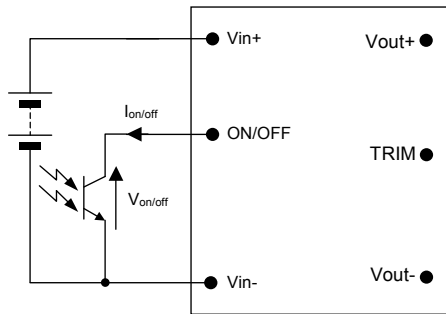 Vin+
Vout+
Ion/off
ON/OFF
TRIM
Von/off
Vin-
Vout-